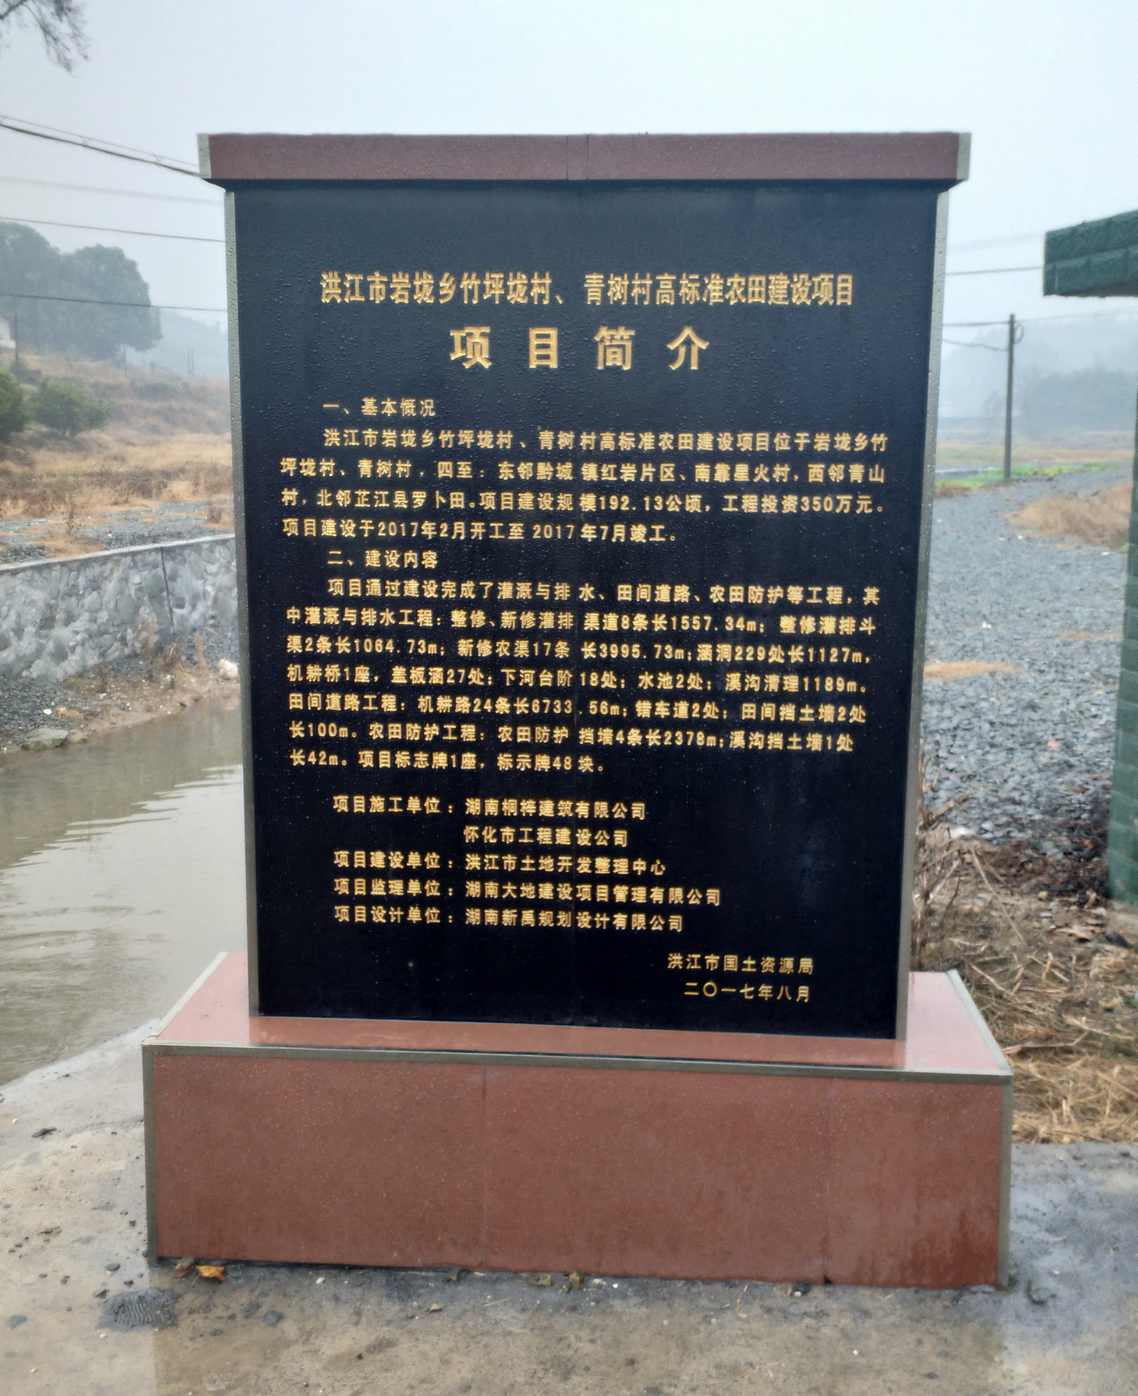 洪江市岩垅乡竹坪垅村、青树村高标准农田建设项目
项目简介
一、基本慨况
洪江市岩垅乡竹坪垅村、青树村高标准农田建设项目位于岩垅乡竹
坪垅村、青树村，四至：东邻黔城镇红岩片区、南靠星火村，西邻青山
村，北邻芷江县罗卜田。项目建设规模192.13公顷，工程投资350万元。
项目建设于2017年2月开工至2017年7月竣工。
二、建设内容
项目通过建设完成了灌溉与排水、田间道路、农田防护等工程，其
中灌溉与排水工程：整修、新修灌排渠道8条长1557.34m；整修灌排斗
渠2条长1064.73m；新修农渠17条长3995.73m；涵洞229处长1127m，
机耕桥1座，盖板涵27处；下河台阶18处；水池2处；溪沟清理1189m。
田间道路工程：机耕路24条长6733.56m；错车道2处；田间挡土墙2处
长100m。农田防护工程：农田防护挡墙4条长2378m；溪沟挡土墙1处
长42m。项目标志牌1座，标示牌48块。
项目施工单位：湖南桐梓建筑有限公司
怀化市工程建设公司
项目建设单位：洪江市土地开发整理中心
项目监理单位：湖南大地建设项目管理有限公司
项目设计单位：湖南新禹规划设计有限公司
洪江市国土资源局
二〇一七年八月